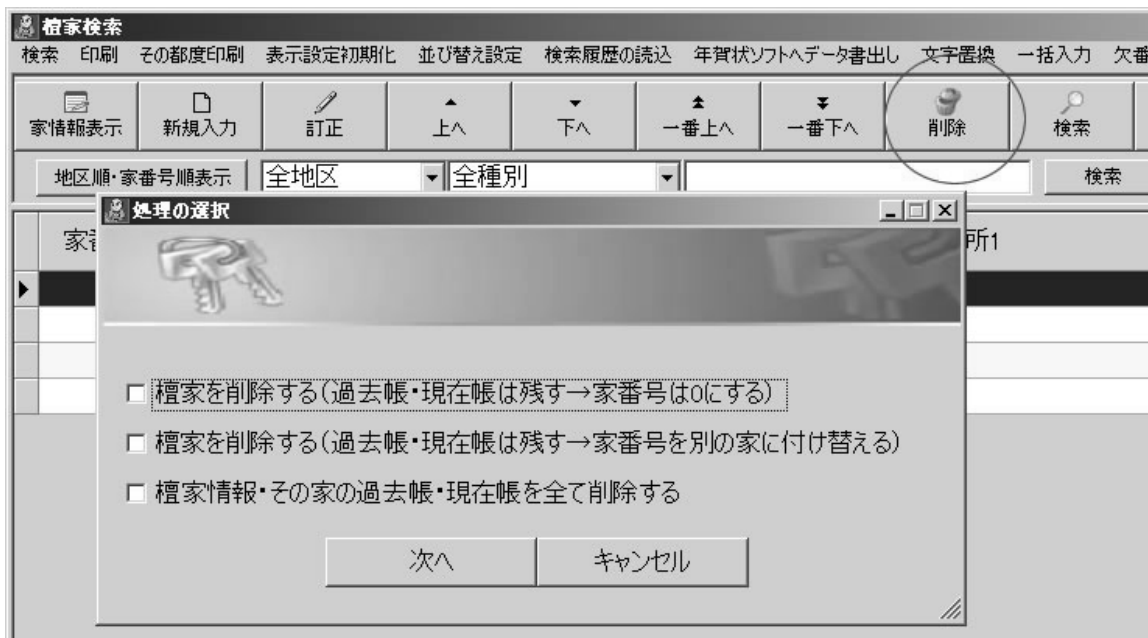 檀家検索
検索 印刷 その都度印刷 表示設定初期化 並び替え設定 検索履歴の読込 年賀状ソフトへデータ書出し 文字置換 一括入力 欠番
家情報表示 新規入力 訂正 上へ 下へ 一番上へ 一番下へ 削除 検索
地区順・家番号順表示 全地区 全種別 検索
処理の選択
家番 所1
檀家を削除する(過去帳・現在帳は残す→家番号は0にする)
檀家を削除する(過去帳・現在帳は残す→家番号を別の家に付け替える)
檀家情報・その家の過去帳・現在帳を全て削除する
次へ キャンセル